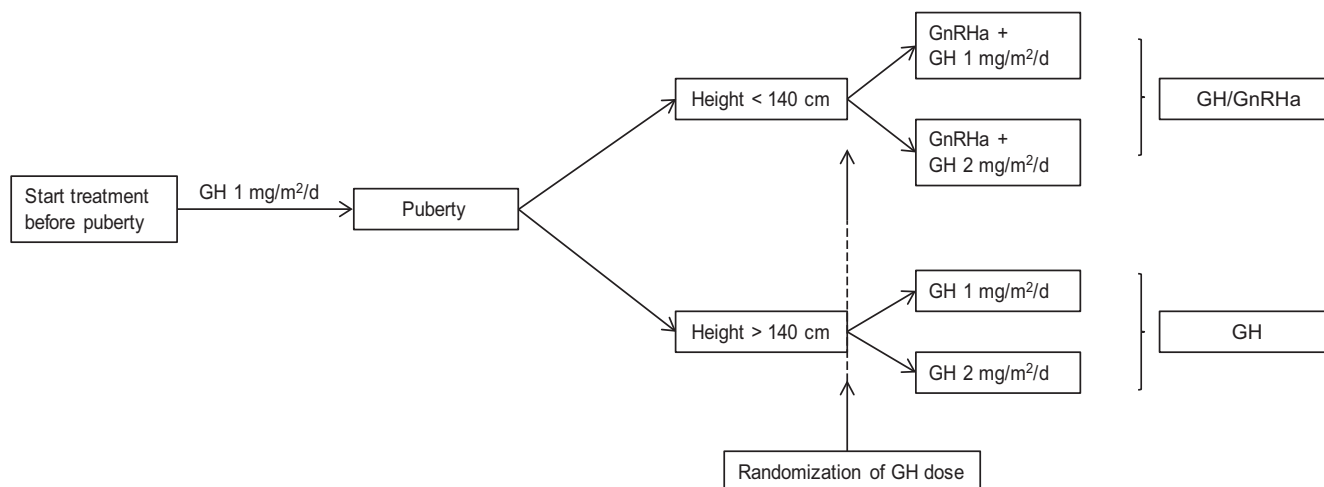 Start treatment
before puberty
GH 1 mg/m²/d
Puberty
Height < 140 cm
GnRHa +
GH 1 mg/m²/d
GnRHa +
GH 2 mg/m²/d
GH/GnRHa
Height > 140 cm
GH 1 mg/m²/d
GH 2 mg/m²/d
GH
Randomization of GH dose